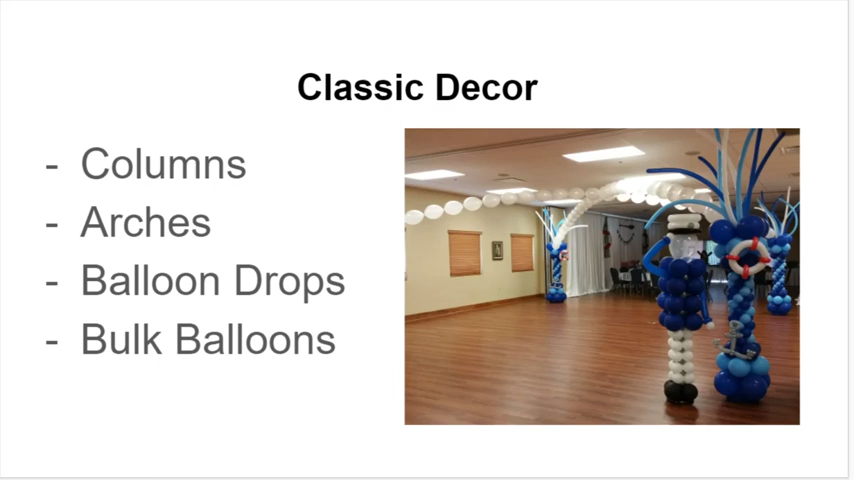 Classic Decor
- Columns
- Arches
- Balloon Drops
- Bulk Balloons